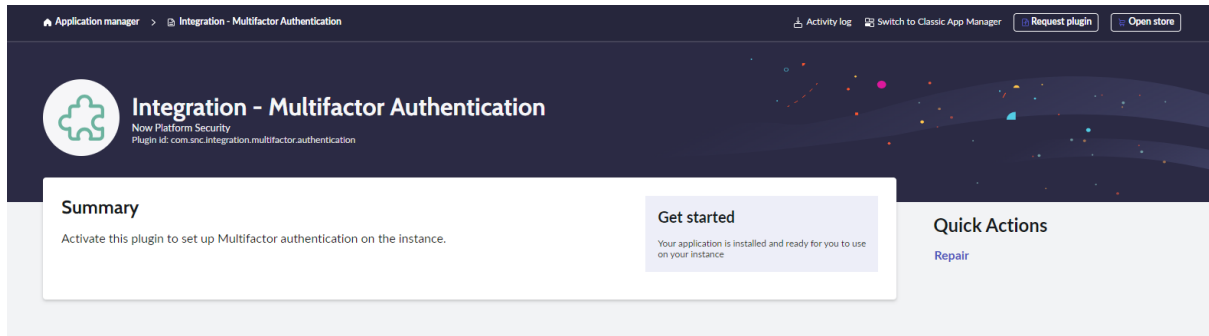 Application manager > Integration - Multifactor Authentication
Activity log Switch to Classic App Manager Request plugin Open store
Integration - Multifactor Authentication
Now Platform Security
Plugin id: com.snc.integration.multifactor.authentication
Summary
Activate this plugin to set up Multifactor authentication on the instance.
Get started
Your application is installed and ready for you to use
on your instance
Quick Actions
Repair